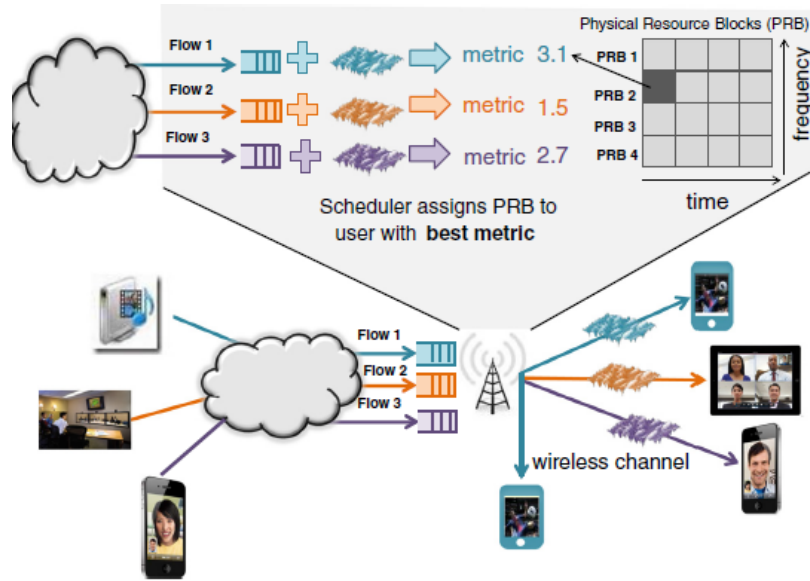 Physical Resource Blocks (PRB)
Flow 1
metric 3.1
PRB 1
Flow 2
metric 1.5
PRB 2
Flow 3
metric 2.7
PRB 3
PRB 4
frequency
time
Scheduler assigns PRB to
user with best metric
Flow 1
Flow 2
Flow 3
wireless channel